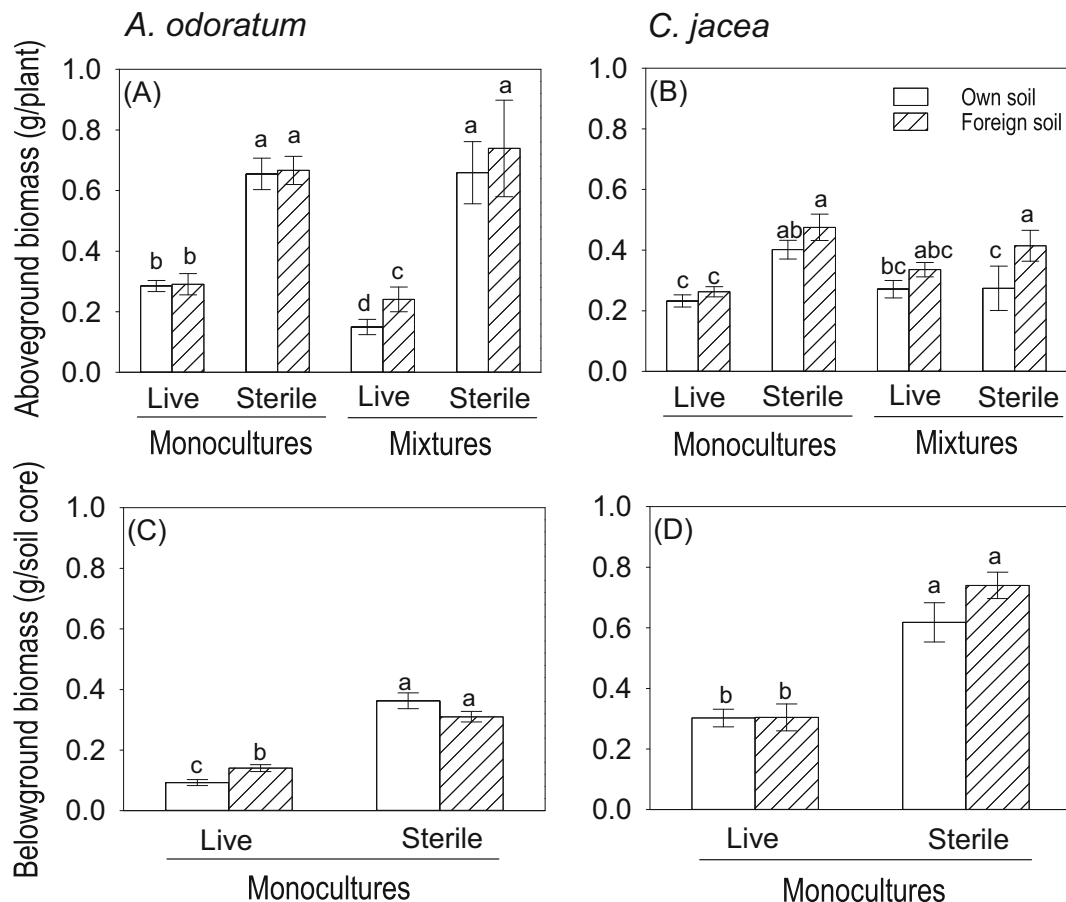 A. odoratum
C. jacea
Aboveground biomass (g/plant)
1.0
0.8
0.6
0.4
0.2
0.0
(A)
b
b
a
a
d
c
a
a
Live
Sterile
Live
Sterile
Monocultures
Mixtures
1.0
0.8
0.6
0.4
0.2
0.0
(B)
Own soil
Foreign soil
c
c
ab
a
bc
abc
c
a
Live
Sterile
Live
Sterile
Monocultures
Mixtures
Belowground biomass (g/soil core)
1.0
0.8
0.6
0.4
0.2
0.0
(C)
c
b
a
a
Live
Sterile
Monocultures
1.0
0.8
0.6
0.4
0.2
0.0
(D)
b
b
a
a
Live
Sterile
Monocultures